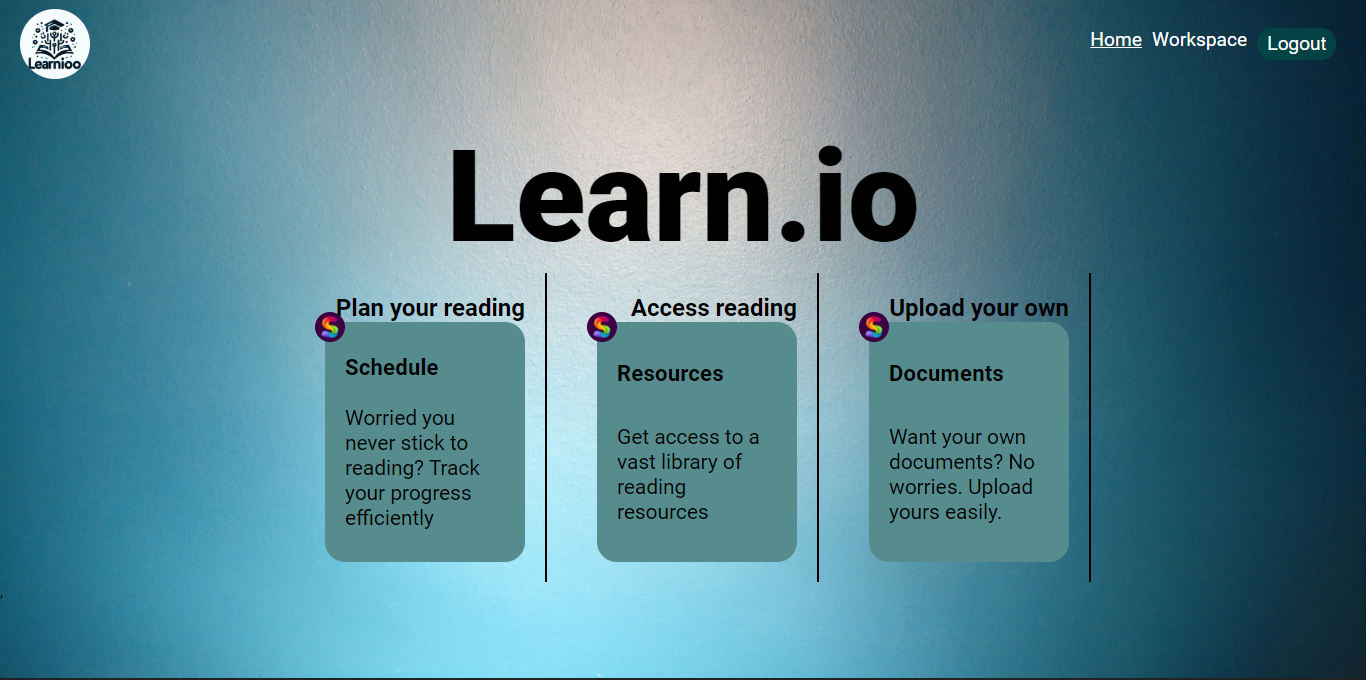 Learnioo
Home Workspace Logout
Learn.io
Plan your reading
Schedule
Worried you
never stick to
reading? Track
your progress
efficiently
Access reading
Resources
Get access to a
vast library of
reading
resources
Upload your own
Documents
Want your own
documents? No
worries. Upload
yours easily.